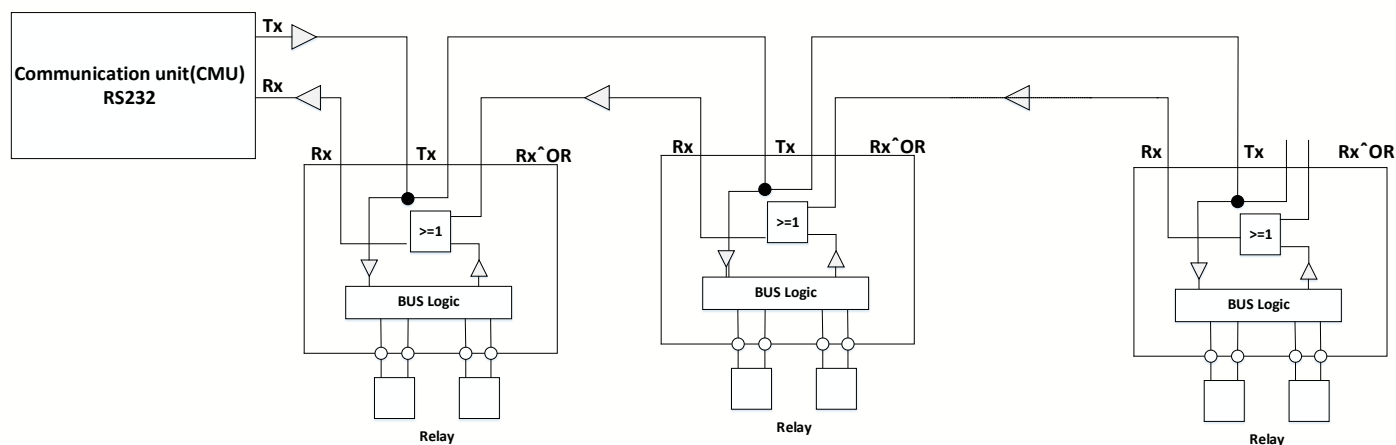 Communication unit(CMU)
RS232
Tx
Rx
Rx Tx Rx^OR
>=1
BUS Logic
Relay
Rx Tx Rx^OR
>=1
BUS Logic
Relay
Rx Tx Rx^OR
>=1
BUS Logic
Relay